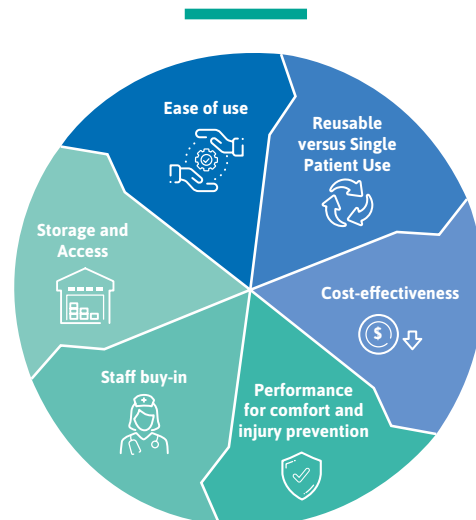 Ease of use
Reusable
versus Single
Patient Use
Cost-effectiveness
$
Performance
for comfort and
injury prevention
Staff buy-in
Storage and
Access